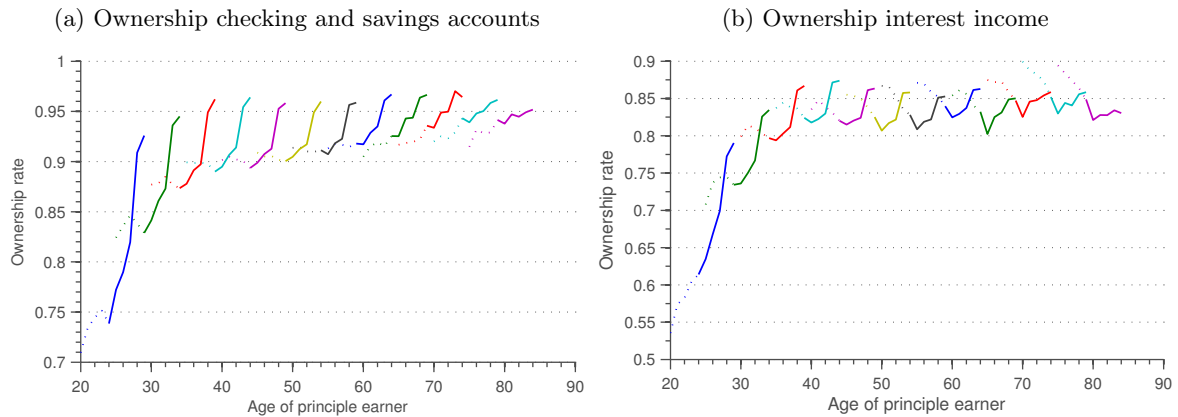 (a) Ownership checking and savings accounts
Ownership rate
1
0.95
0.9
0.85
0.8
0.75
0.7
20 30 40 50 60 70 80 90
Age of principle earner
(b) Ownership interest income
Ownership rate
0.9
0.85
0.8
0.75
0.7
0.65
0.6
0.55
0.5
20 30 40 50 60 70 80 90
Age of principle earner